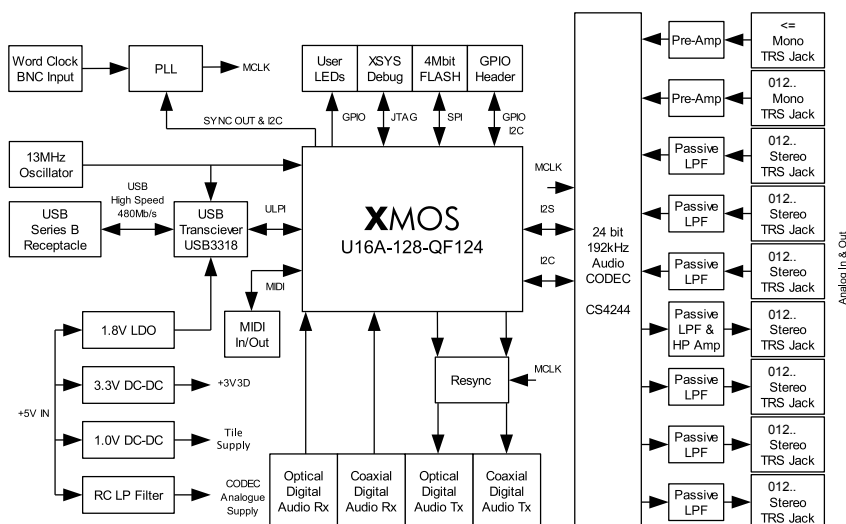 Word Clock
BNC Input
PLL
MCLK
User
LEDs
XSYS
Debug
4Mbit
FLASH
GPIO
Header
SYNC OUT & I2C
GPIO
JTAG
SPI
GPIO
I2C
13MHz
Oscillator
USB
High Speed
480Mb/s
USB
Series B
Receptacle
USB
Transciever
USB3318
ULPI
XMOS
U16A-128-QF124
MIDI
MIDI
In/Out
MCLK
I2S
I2C
24 bit
192kHz
Audio
CODEC
CS4244
+5V IN
1.8V LDO
3.3V DC-DC
+3V3D
1.0V DC-DC
Tile
Supply
RC LP Filter
CODEC
Analogue
Supply
Resync
MCLK
Optical
Digital
Audio Rx
Coaxial
Digital
Audio Rx
Optical
Digital
Audio Tx
Coaxial
Digital
Audio Tx
Pre-Amp
<=
Mono
TRS Jack
Pre-Amp
012..
Mono
TRS Jack
Passive
LPF
012..
Stereo
TRS Jack
Passive
LPF
012..
Stereo
TRS Jack
Passive
LPF
012..
Stereo
TRS Jack
Passive
LPF &
HP Amp
012..
Stereo
TRS Jack
Passive
LPF
012..
Stereo
TRS Jack
Passive
LPF
012..
Stereo
TRS Jack
Passive
LPF
012..
Stereo
TRS Jack
Analog In & Out